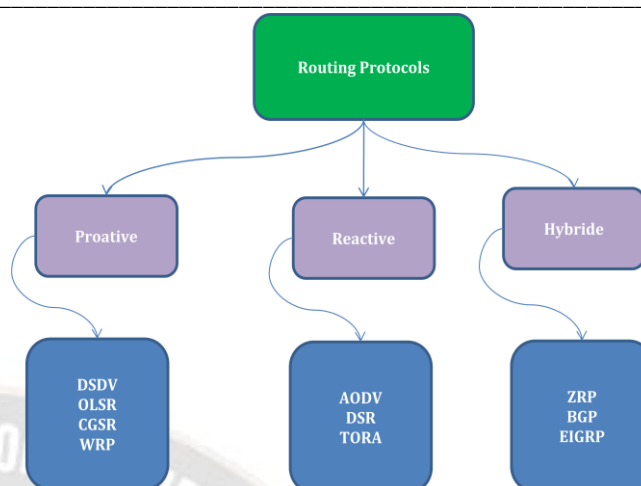 Routing Protocols
Proative
Reactive
Hybride
DSDV
OLSR
CGSR
WRP
AODV
DSR
TORA
ZRP
BGP
EIGRP